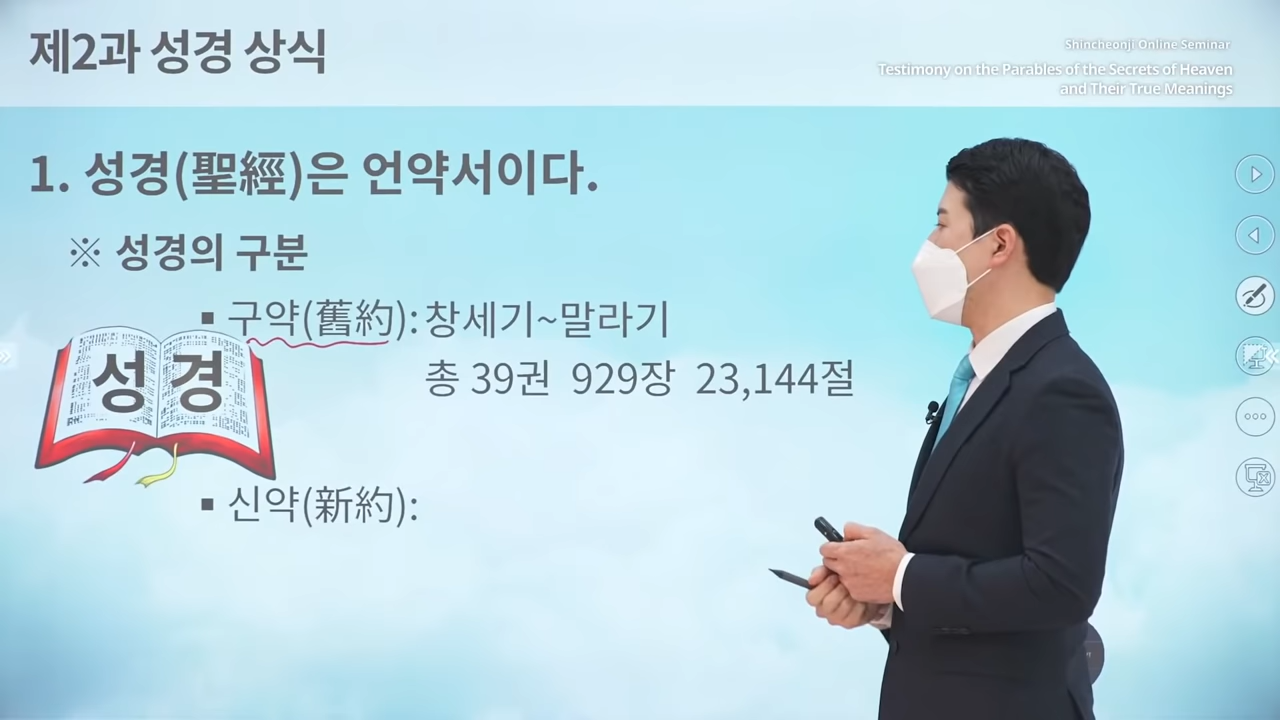 제2과 성경 상식
Shincheonji Online Seminar
Testimony on the Parables of the Secrets of Heaven
and Their True Meanings
1. 성경(聖經)은 언약서이다.
※ 성경의 구분
▪ 구약(舊約): 창세기~말라기
총 39권 929장 23,144절
성경
▪ 신약(新約):